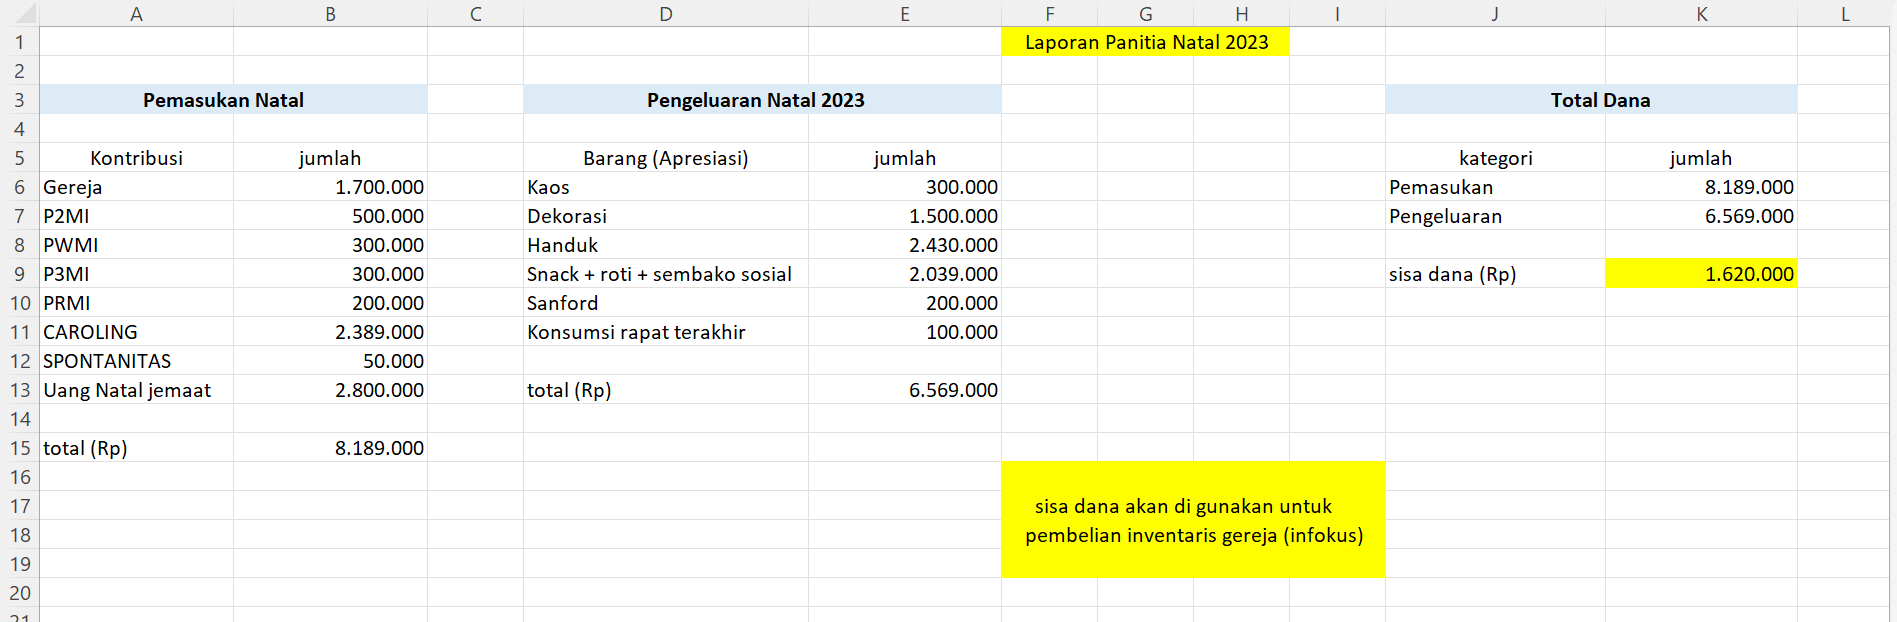 A B C D E F G H I J K L
1 Laporan Panitia Natal 2023
2
3 Pemasukan Natal Pengeluaran Natal 2023 Total Dana
4
5 Kontribusi jumlah Barang (Apresiasi) jumlah kategori jumlah
6 Gereja 1.700.000 Kaos 300.000 Pemasukan 8.189.000
7 P2MI 500.000 Dekorasi 1.500.000 Pengeluaran 6.569.000
8 PWMI 300.000 Handuk 2.430.000
9 P3MI 300.000 Snack + roti + sembako sosial 2.039.000 sisa dana (Rp) 1.620.000
10 PRMI 200.000 Sanford 200.000
11 CAROLING 2.389.000 Konsumsi rapat terakhir 100.000
12 SPONTANITAS 50.000
13 Uang Natal jemaat 2.800.000 total (Rp) 6.569.000
14
15 total (Rp) 8.189.000
16
17 sisa dana akan di gunakan untuk
18 pembelian inventaris gereja (infokus)
19
20
21